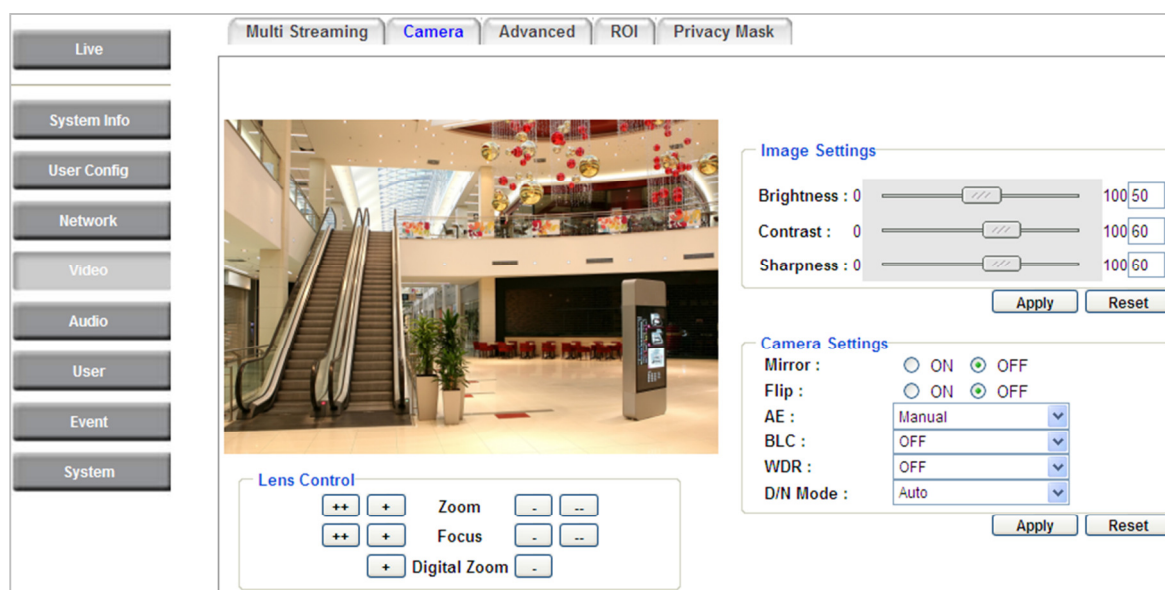 Live
System Info
User Config
Network
Video
Audio
User
Event
System
Multi Streaming Camera Advanced ROI Privacy Mask
Image Settings
Brightness : 0 100 50
Contrast : 0 100 60
Sharpness : 0 100 60
Apply Reset
Camera Settings
Mirror : ON OFF
Flip : ON OFF
AE : Manual
BLC : OFF
WDR : OFF
D/N Mode : Auto
Apply Reset
Lens Control
++ + Zoom - --
++ + Focus - --
+ Digital Zoom -